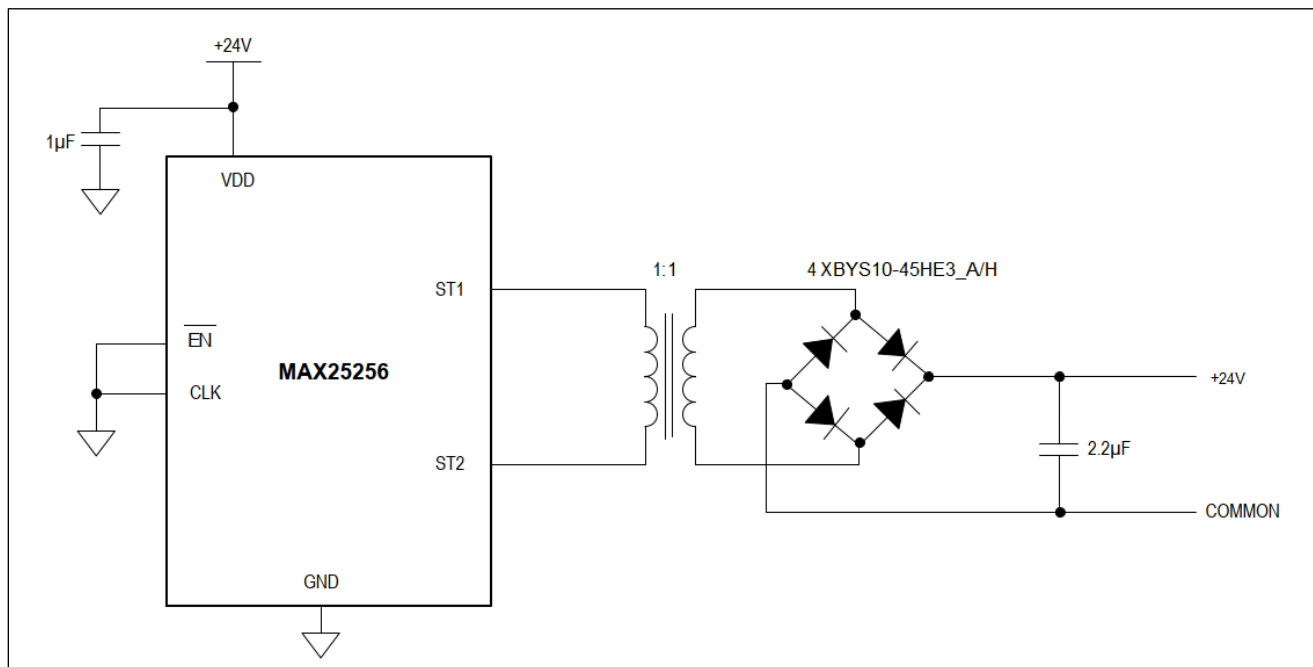 +24V
1µF
VDD
1:1
4 XBYS10-45HE3_A/H
ST1
EN
MAX25256
CLK
+24V
2.2µF
ST2
COMMON
GND